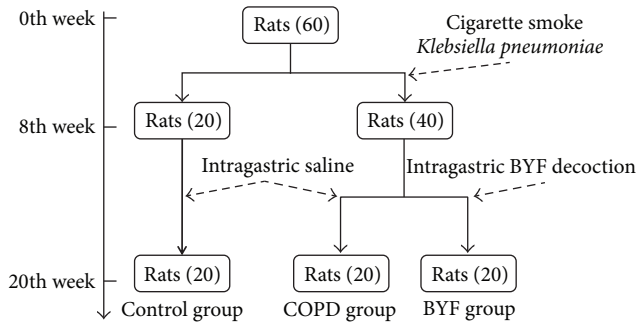 0th week
Rats (60)
Cigarette smoke
Klebsiella pneumoniae
8th week
Rats (20)
Rats (40)
Intragastric saline
Intragastric BYF decoction
20th week
Rats (20)
Rats (20)
Rats (20)
Control group
COPD group
BYF group